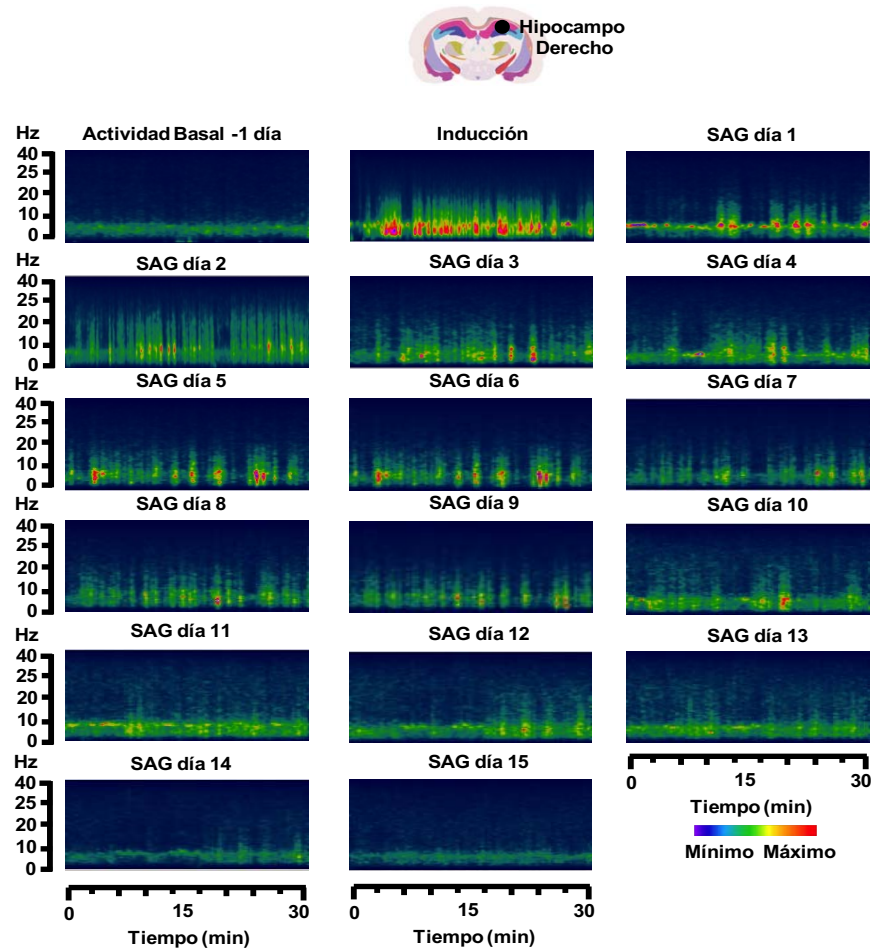 Hipocampo
Derecho
Hz
Actividad Basal -1 día
Inducción
SAG día 1
40
25
20
10
0
Hz
SAG día 2
SAG día 3
SAG día 4
40
20
10
0
Hz
SAG día 5
SAG día 6
SAG día 7
40
25
20
10
0
Hz
SAG día 8
SAG día 9
SAG día 10
40
25
20
10
0
Hz
SAG día 11
SAG día 12
SAG día 13
40
25
20
10
0
Hz
SAG día 14
SAG día 15
40
25
20
10
0
0 15 30
Tiempo (min)
Mínimo Máximo
0 15 30
Tiempo (min)
0 15 30
Tiempo (min)